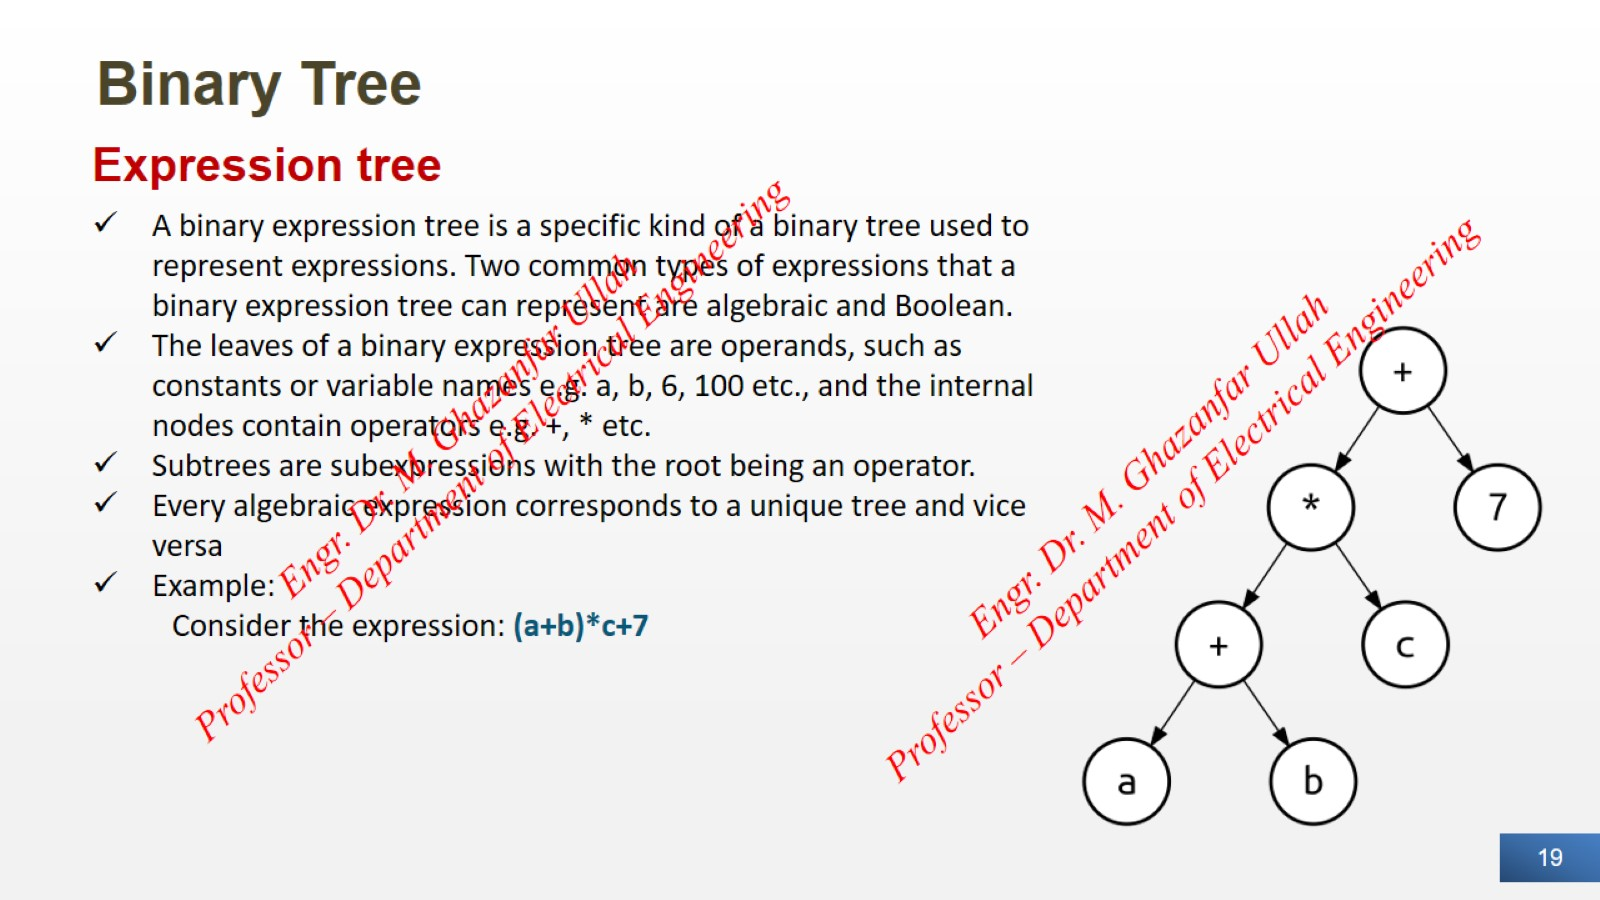 Binary Tree
Expression tree
✓ A binary expression tree is a specific kind of a binary tree used to
represent expressions. Two common types of expressions that a
binary expression tree can represent are algebraic and Boolean.
✓ The leaves of a binary expression tree are operands, such as
constants or variable names e.g. a, b, 6, 100 etc., and the internal
nodes contain operators e.g. +, * etc.
✓ Subtrees are subexpressions with the root being an operator.
✓ Every algebraic expression corresponds to a unique tree and vice
versa
✓ Example:
Consider the expression: (a+b)*c+7
Engr. Dr. M. Ghazanfar Ullah
Professor – Department of Electrical Engineering
Engr. Dr. M. Ghazanfar Ullah
Professor – Department of Electrical Engineering
+
* 7
+ c
a b
19